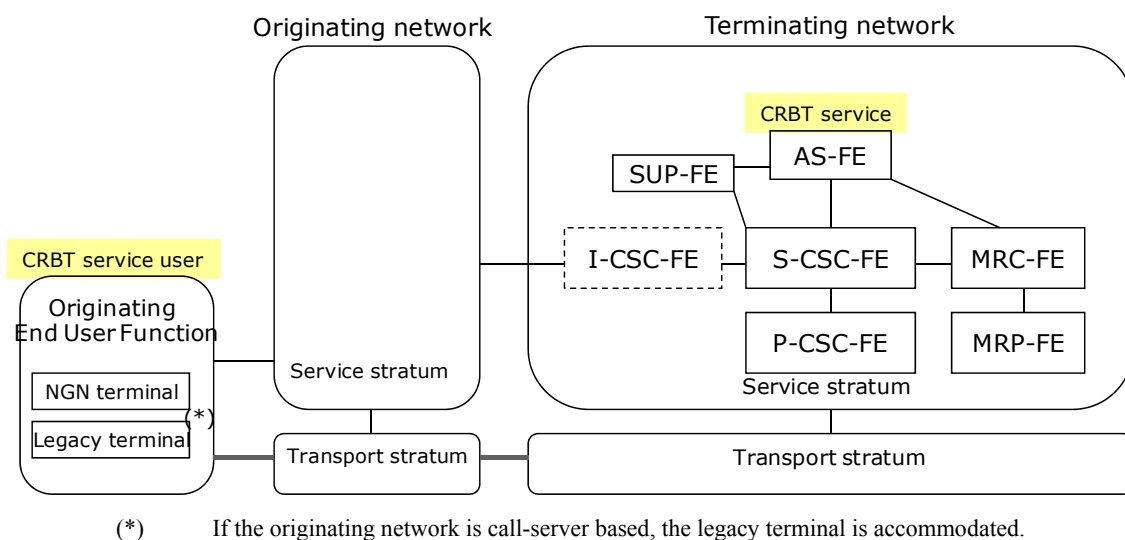 Originating network
Terminating network
CRBT service
AS-FE
SUP-FE
I-CSC-FE
S-CSC-FE
MRC-FE
CRBT service user
Originating
End User Function
P-CSC-FE
MRP-FE
Service stratum
Service stratum
NGN terminal
(*)
Legacy terminal
Transport stratum
Transport stratum
(*) If the originating network is call-server based, the legacy terminal is accommodated.